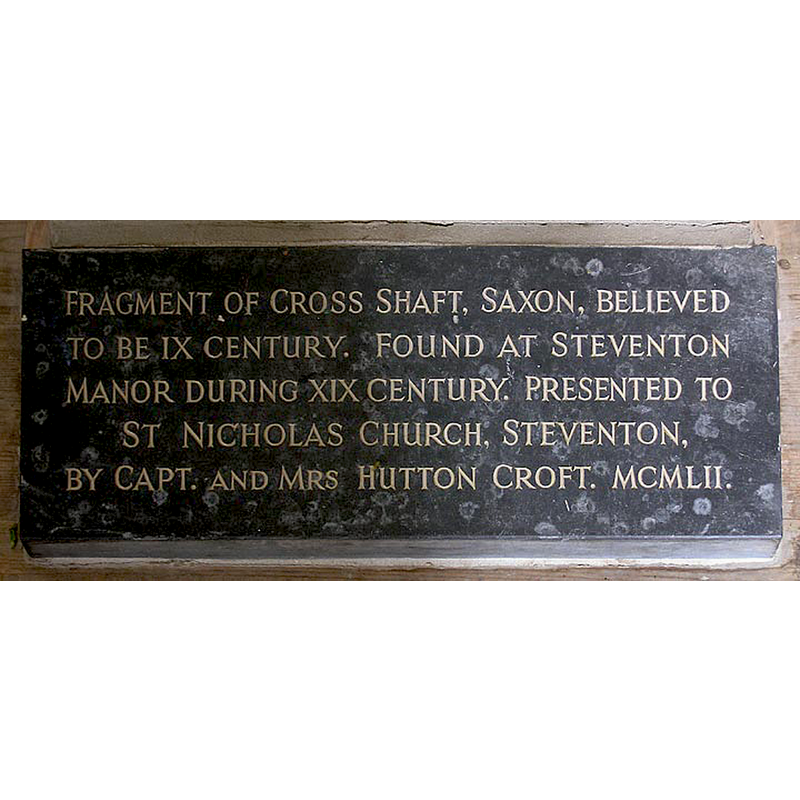 FRAGMENT OF CROSS SHAFT, SAXON, BELIEVED
TO BE IX CENTURY. FOUND AT STEVENTON
MANOR DURING XIX CENTURY. PRESENTED TO
ST NICHOLAS CHURCH, STEVENTON,
BY CAPT. AND MRS HUTTON CROFT. MCMLII.